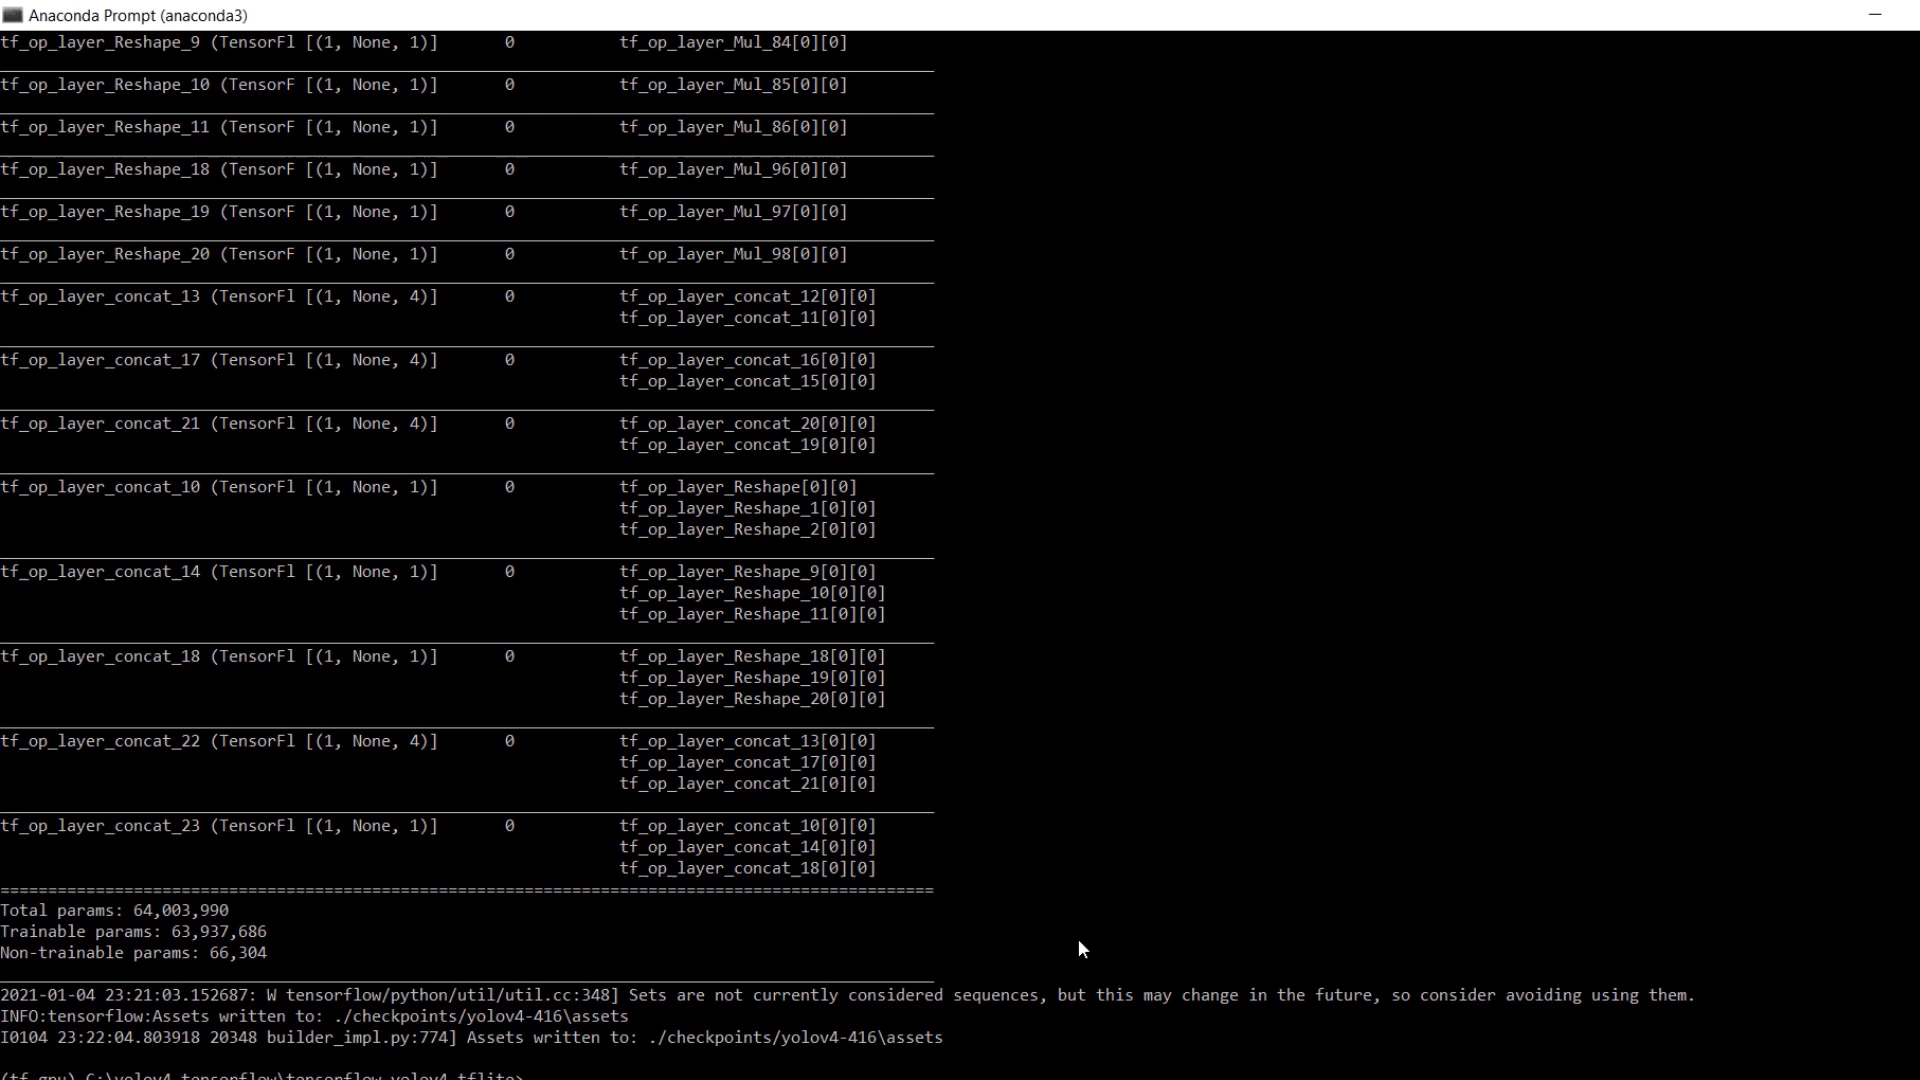 Anaconda Prompt (anaconda3)
tf_op_layer_Reshape_9 (TensorFl [(1, None, 1)] 0 tf_op_layer_Mul_84[0][0]
tf_op_layer_Reshape_10 (TensorF [(1, None, 1)] 0 tf_op_layer_Mul_85[0][0]
tf_op_layer_Reshape_11 (TensorF [(1, None, 1)] 0 tf_op_layer_Mul_86[0][0]
tf_op_layer_Reshape_18 (TensorF [(1, None, 1)] 0 tf_op_layer_Mul_96[0][0]
tf_op_layer_Reshape_19 (TensorF [(1, None, 1)] 0 tf_op_layer_Mul_97[0][0]
tf_op_layer_Reshape_20 (TensorF [(1, None, 1)] 0 tf_op_layer_Mul_98[0][0]
tf_op_layer_concat_13 (TensorFl [(1, None, 4)] 0 tf_op_layer_concat_12[0][0]
tf_op_layer_concat_11[0][0]
tf_op_layer_concat_17 (TensorFl [(1, None, 4)] 0 tf_op_layer_concat_16[0][0]
tf_op_layer_concat_15[0][0]
tf_op_layer_concat_21 (TensorFl [(1, None, 4)] 0 tf_op_layer_concat_20[0][0]
tf_op_layer_concat_19[0][0]
tf_op_layer_concat_10 (TensorFl [(1, None, 1)] 0 tf_op_layer_Reshape[0][0]
tf_op_layer_Reshape_1[0][0]
tf_op_layer_Reshape_2[0][0]
tf_op_layer_concat_14 (TensorFl [(1, None, 1)] 0 tf_op_layer_Reshape_9[0][0]
tf_op_layer_Reshape_10[0][0]
tf_op_layer_Reshape_11[0][0]
tf_op_layer_concat_18 (TensorFl [(1, None, 1)] 0 tf_op_layer_Reshape_18[0][0]
tf_op_layer_Reshape_19[0][0]
tf_op_layer_Reshape_20[0][0]
tf_op_layer_concat_22 (TensorFl [(1, None, 4)] 0 tf_op_layer_concat_13[0][0]
tf_op_layer_concat_17[0][0]
tf_op_layer_concat_21[0][0]
tf_op_layer_concat_23 (TensorFl [(1, None, 1)] 0 tf_op_layer_concat_10[0][0]
tf_op_layer_concat_14[0][0]
tf_op_layer_concat_18[0][0]
==================================================================================================
Total params: 64,003,990
Trainable params: 63,937,686
Non-trainable params: 66,304
2021-01-04 23:21:03.152687: W tensorflow/python/util/util.cc:348] Sets are not currently considered sequences, but this may change in the future, so consider avoiding using them.
INFO:tensorflow:Assets written to: ./checkpoints/yolov4-416\assets
I0104 23:22:04.803918 20348 builder_impl.py:774] Assets written to: ./checkpoints/yolov4-416\assets
(tf-gpu) C:\yolov4-tensorflow\tensorflow-yolov4-tflite>